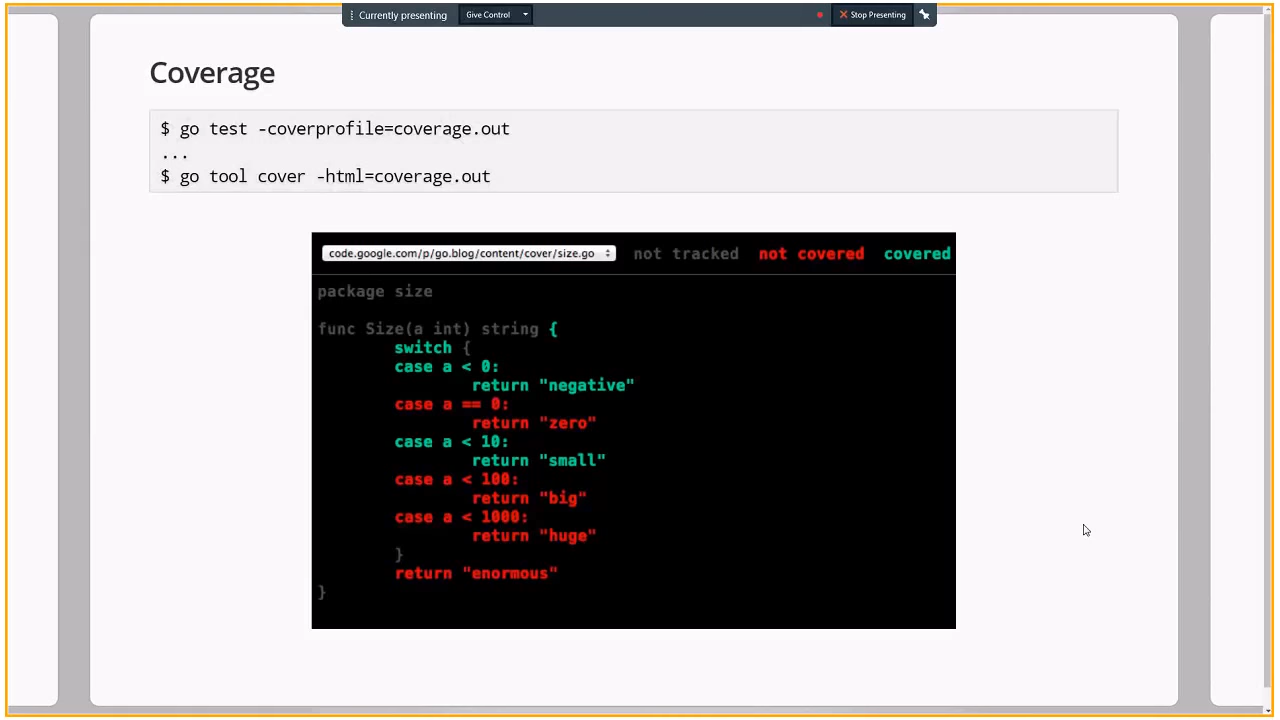 Currently presenting Give Control Stop Presenting
Coverage
$ go test -coverprofile=coverage.out
...
$ go tool cover -html=coverage.out
code.google.com/p/go.blog/content/cover/size.go not tracked not covered covered
package size
func Size(a int) string {
switch {
case a < 0:
return "negative"
case a == 0:
return "zero"
case a < 10:
return "small"
case a < 100:
return "big"
case a < 1000:
return "huge"
}
return "enormous"
}